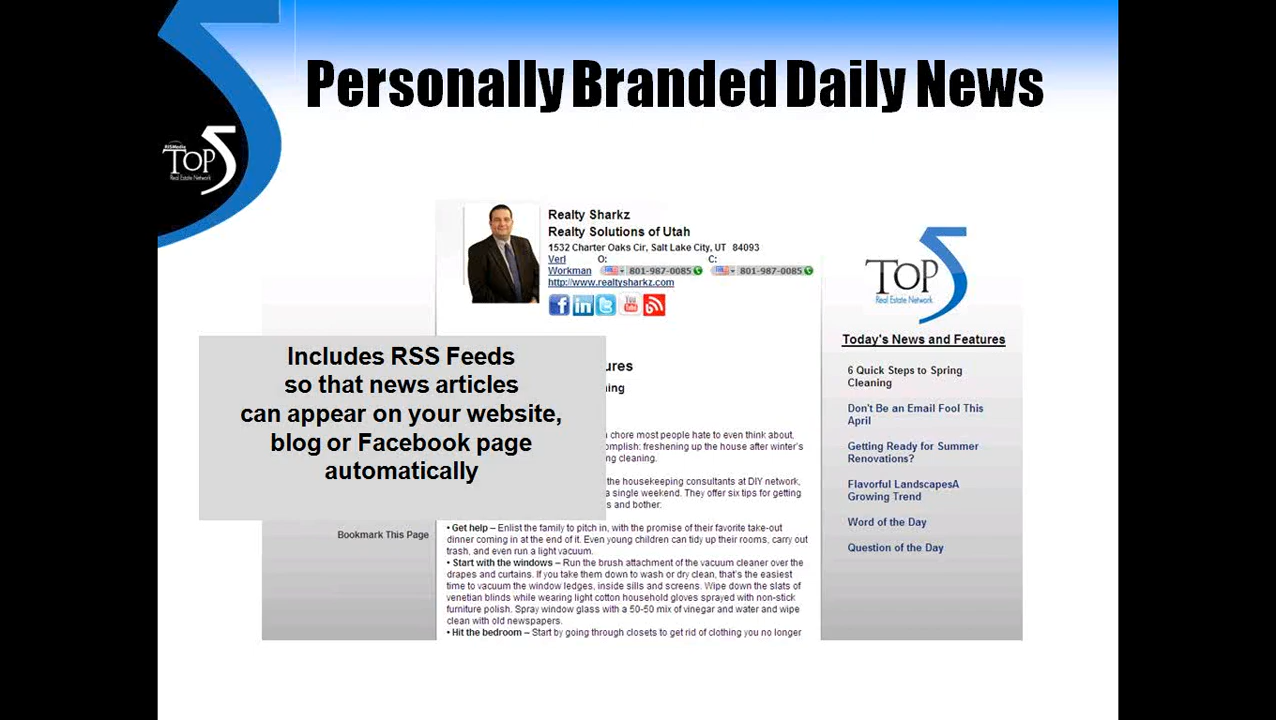 Personally Branded Daily News
RISMedia
TOP 5
Real Estate Network
Realty Sharkz
Realty Solutions of Utah
1532 Charter Oaks Cir, Salt Lake City, UT 84093
Verl O: C:
Workman 801-987-0085 801-987-0085
http://www.realtysharkz.com
f in t You Tube
TOP 5
Real Estate Network
Today's News and Features
6 Quick Steps to Spring
Cleaning
Don't Be an Email Fool This
April
Getting Ready for Summer
Renovations?
Flavorful LandscapesA
Growing Trend
Word of the Day
Question of the Day
Includes RSS Feeds
so that news articles
can appear on your website,
blog or Facebook page
automatically
ures
ning
chore most people hate to even think about,
omplish: freshening up the house after winter's
ng cleaning.
the housekeeping consultants at DIY network,
a single weekend. They offer six tips for getting
s and bother:
Bookmark This Page
• Get help – Enlist the family to pitch in, with the promise of their favorite take-out
dinner coming in at the end of it. Even young children can tidy up their rooms, carry out
trash, and even run a light vacuum.
• Start with the windows – Run the brush attachment of the vacuum cleaner over the
drapes and curtains. If you take them down to wash or dry clean, that's the easiest
time to vacuum the window ledges, inside sills and screens. Wipe down the slats of
venetian blinds while wearing light cotton household gloves sprayed with non-stick
furniture polish. Spray window glass with a 50-50 mix of vinegar and water and wipe
clean with old newspapers.
• Hit the bedroom – Start by going through closets to get rid of clothing you no longer